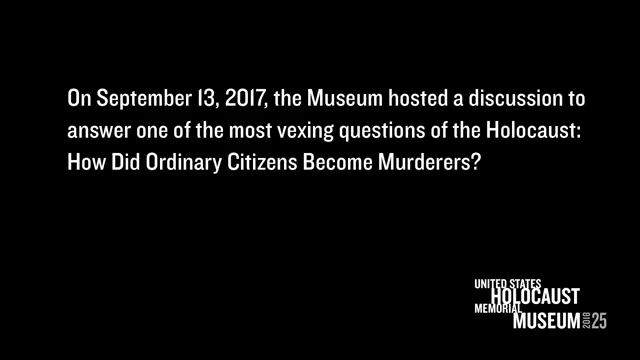 On September 13, 2017, the Museum hosted a discussion to
answer one of the most vexing questions of the Holocaust:
How Did Ordinary Citizens Become Murderers?
UNITED STATES
HOLOCAUST
MEMORIAL
MUSEUM 2018 25